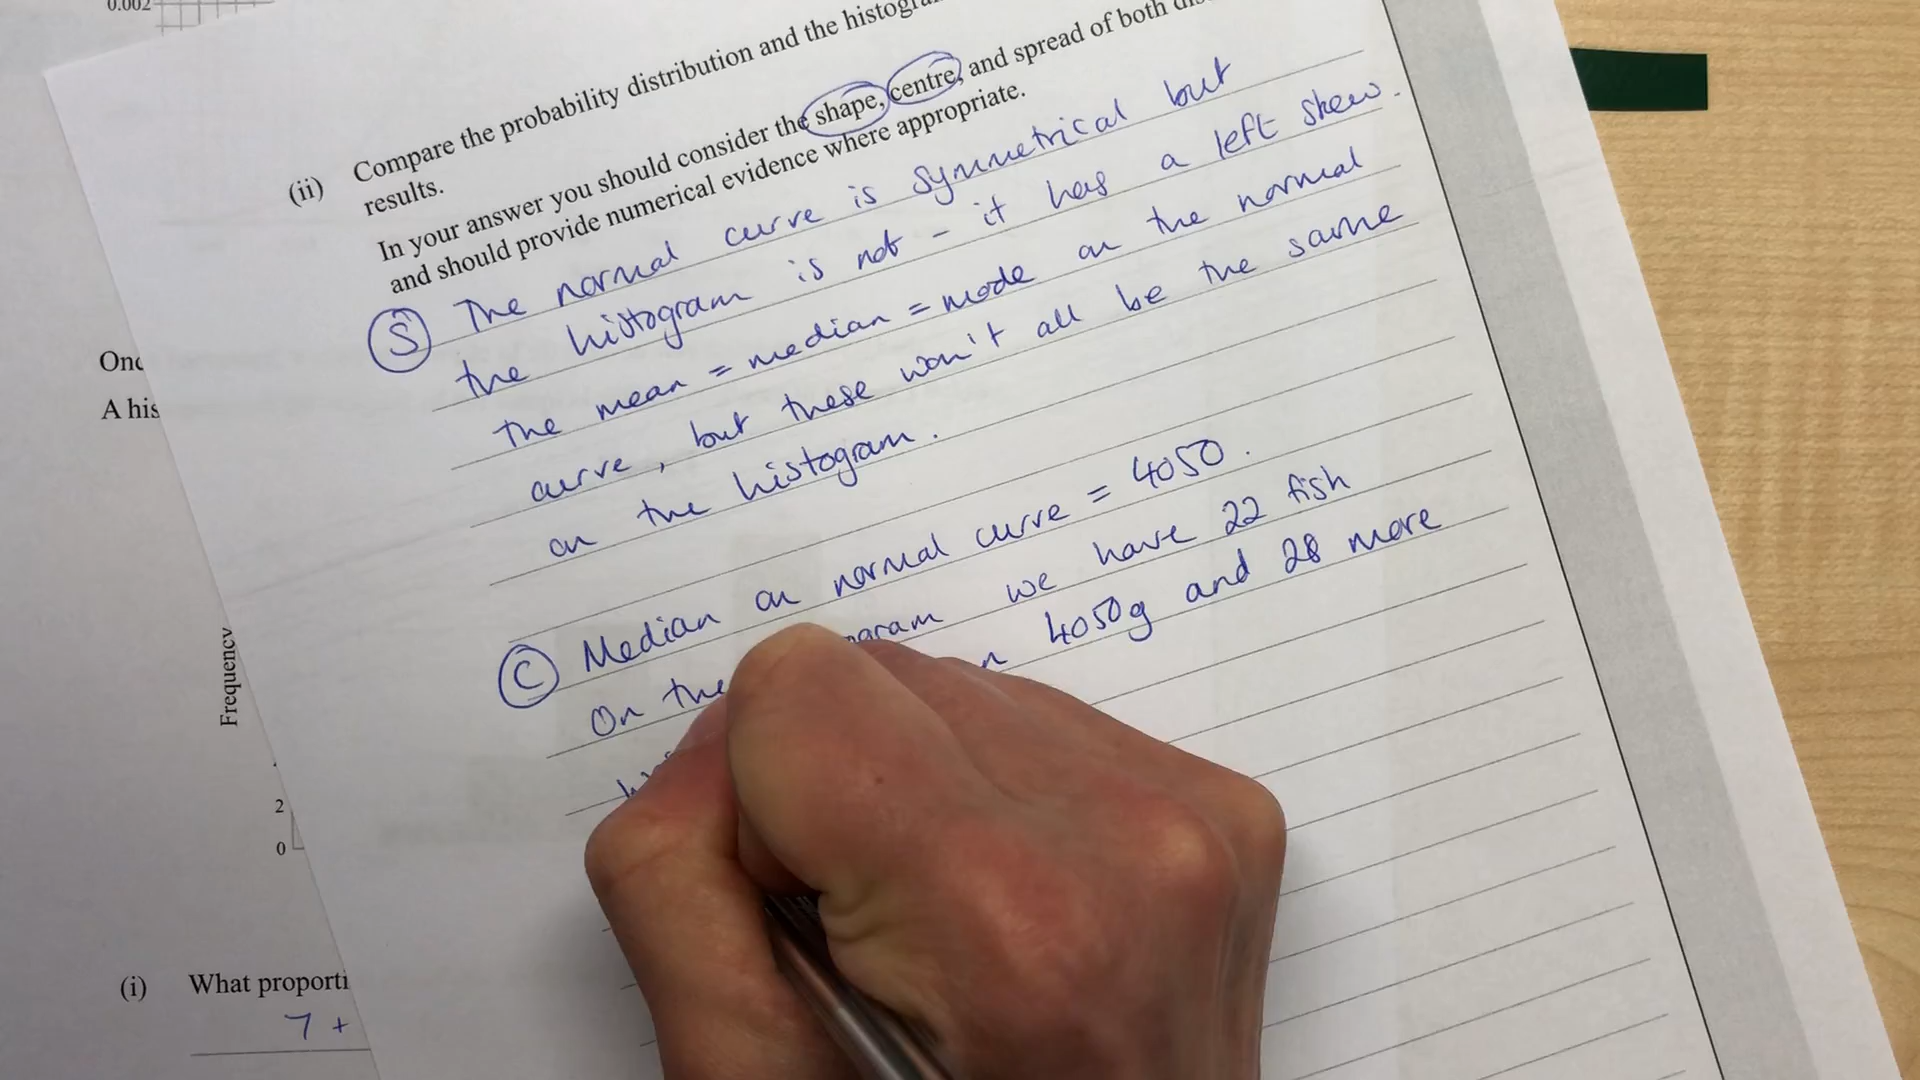 0.002
(ii) Compare the probability distribution and the
results.
In your answer you should consider the shape, centre, and spread of both
and should provide numerical evidence where appropriate.
Ⓢ The normal curve is symmetrical but
the histogram is not - it has a left skew.
The mean = median = mode on the normal
curve, but these won't all be the same
on the histogram.
Ⓒ Median on normal curve = 4050.
On the we have 22 fish
4050g and 28 more
A his
Frequency
2
0
(i) What
7 +